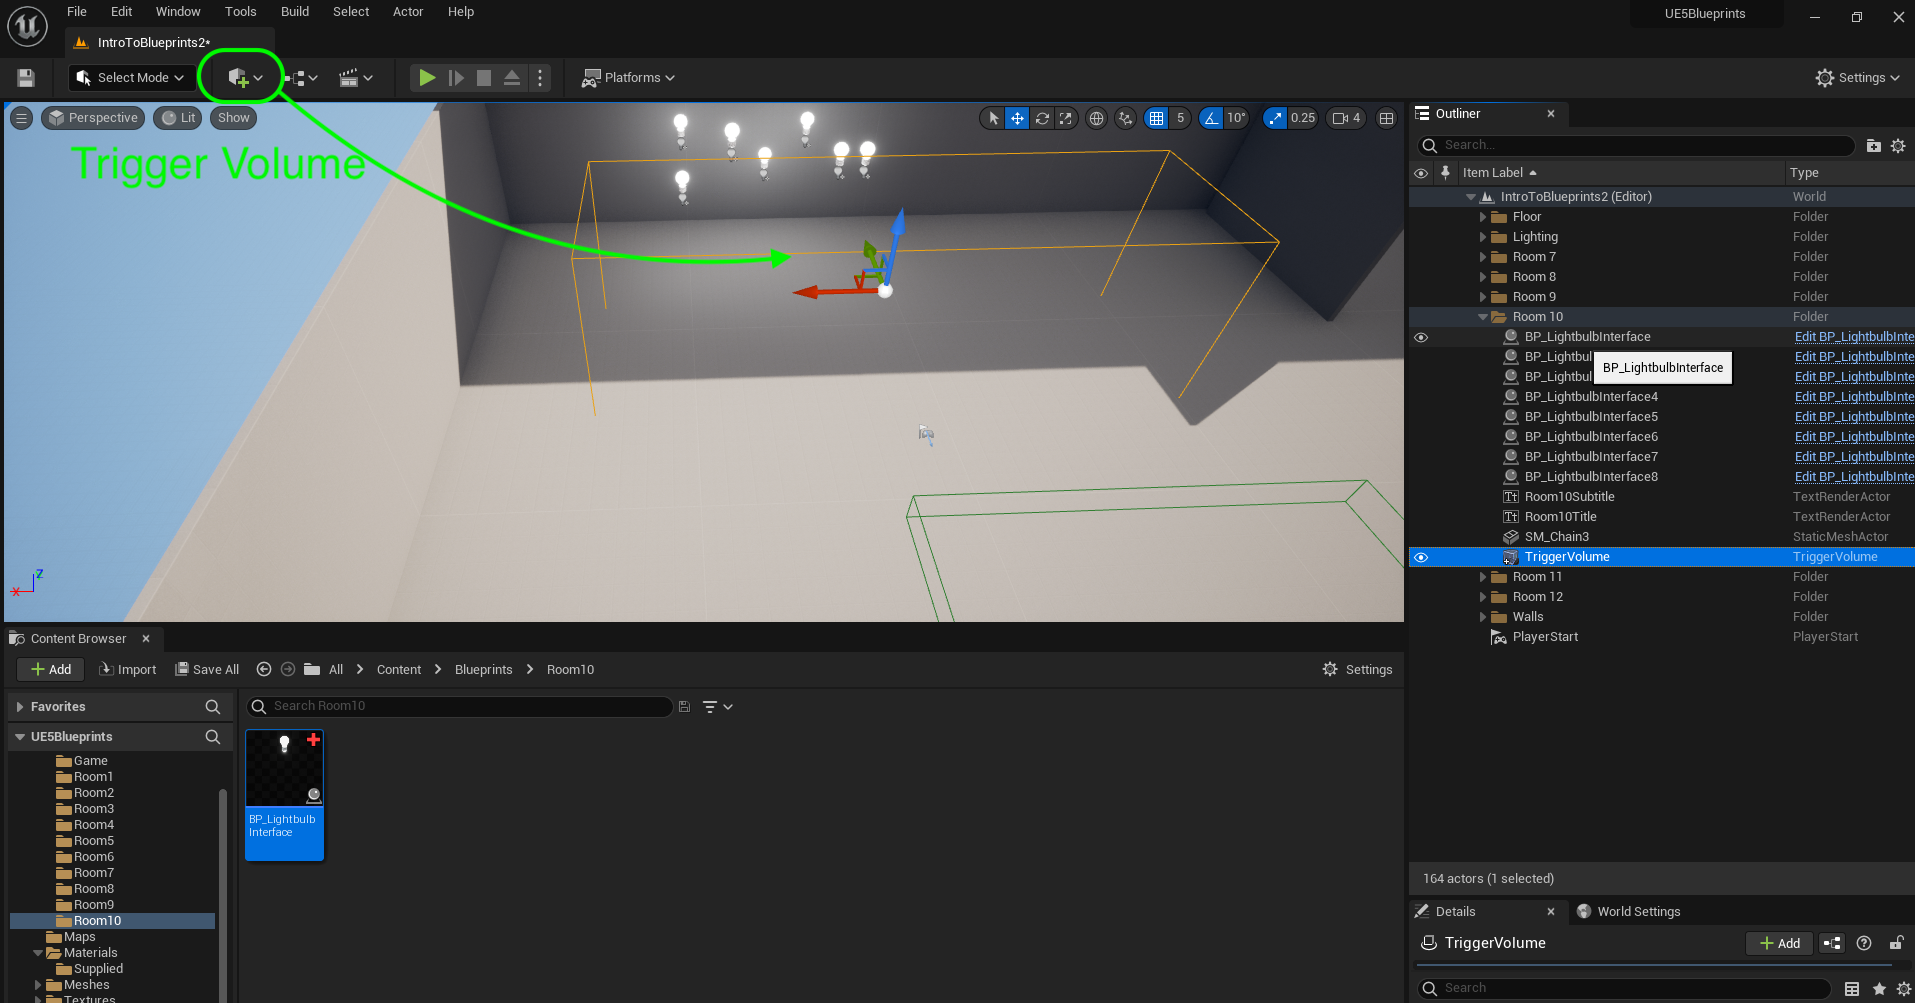 File Edit Window Tools Build Select Actor Help
UE5Blueprints
IntroToBlueprints2*
Select Mode
Platforms
Settings
Perspective Lit Show
5 10° 0.25 4
Trigger Volume
Z
X
Outliner
Search...
Item Label Type
IntroToBlueprints2 (Editor) World
Floor Folder
Lighting Folder
Room 7 Folder
Room 8 Folder
Room 9 Folder
Room 10 Folder
BP_LightbulbInterface Edit BP_LightbulbInte
BP_Lightbul Edit BP_LightbulbInte
BP_LightbulbInterface
BP_Lightbul Edit BP_LightbulbInte
BP_LightbulbInterface4 Edit BP_LightbulbInte
BP_LightbulbInterface5 Edit BP_LightbulbInte
BP_LightbulbInterface6 Edit BP_LightbulbInte
BP_LightbulbInterface7 Edit BP_LightbulbInte
BP_LightbulbInterface8 Edit BP_LightbulbInte
Room10Subtitle TextRenderActor
Room10Title TextRenderActor
SM_Chain3 StaticMeshActor
TriggerVolume TriggerVolume
Room 11 Folder
Room 12 Folder
Walls Folder
PlayerStart PlayerStart
164 actors (1 selected)
Details World Settings
TriggerVolume Add
Search
Content Browser
Add Import Save All All Content Blueprints Room10 Settings
Favorites
Search Room10
UE5Blueprints
Game
Room1
Room2
Room3
Room4
Room5
Room6
Room7
Room8
Room9
Room10
Maps
Materials
Supplied
Meshes
Textures
BP_Lightbulb
Interface